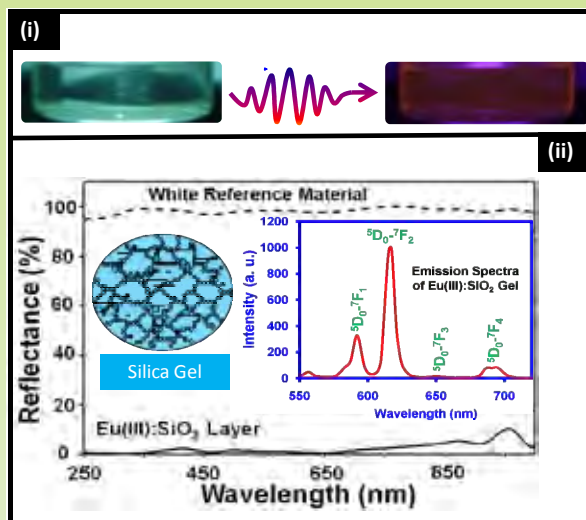 (i)
(ii)
White Reference Material
Reflectance (%)
100
80
60
40
20
0
Silica Gel
Eu(III):SiO₂ Layer
250
450
650
850
Wavelength (nm)
Intensity (a. u.)
1200
1000
800
600
400
200
0
⁵D₀-⁷F₁
⁵D₀-⁷F₂
⁵D₀-⁷F₃
⁵D₀-⁷F₄
Emission Spectra
of Eu(III):SiO₂ Gel
550
600
650
700
Wavelength (nm)